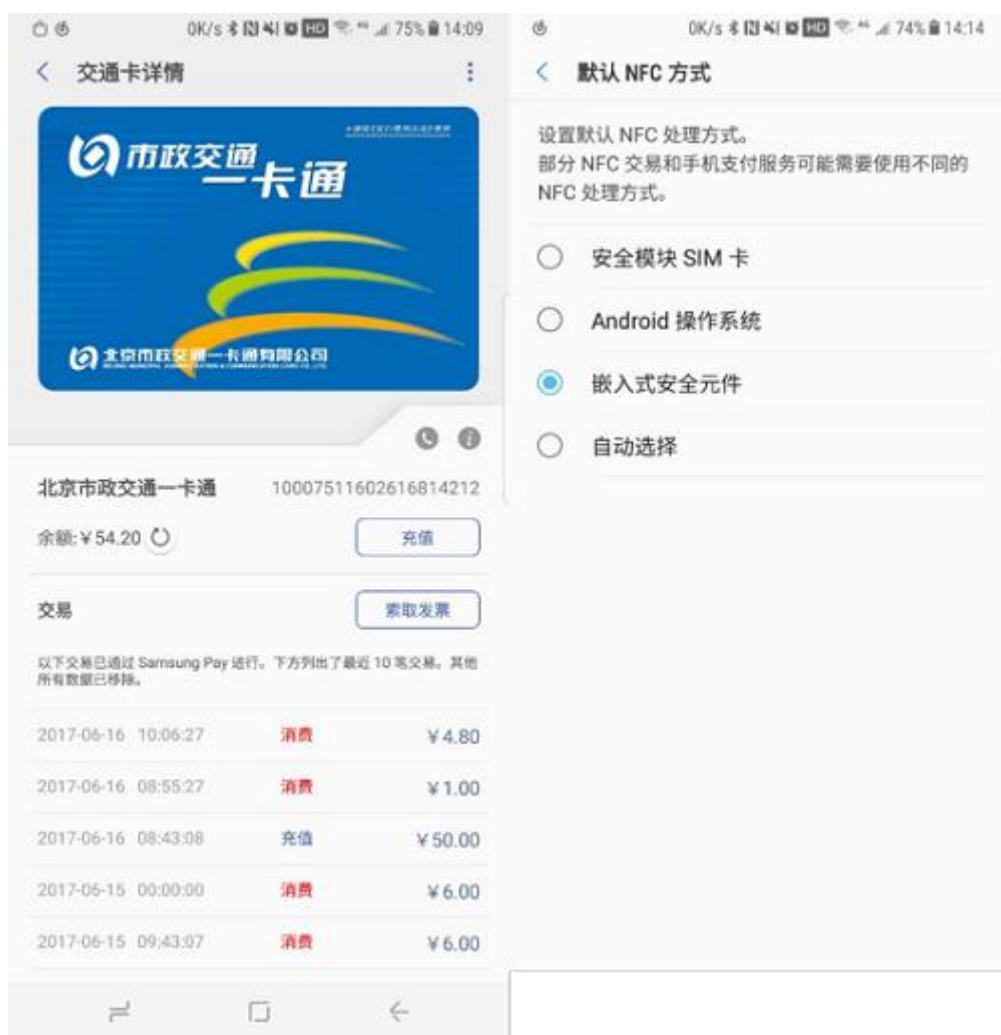 0K/s HD 4G 75% 14:09
交通卡详情
市政交通
一卡通
北京市政交通一卡通有限公司
北京市政交通一卡通 10007511602616814212
余额:￥54.20 充值
交易 索取发票
以下交易已通过 Samsung Pay 进行。下方列出了最近 10 笔交易。其他
所有数据已移除。
2017-06-16 10:06:27 消费 ￥4.80
2017-06-16 08:55:27 消费 ￥1.00
2017-06-16 08:43:08 充值 ￥50.00
2017-06-15 00:00:00 消费 ￥6.00
2017-06-15 09:43:07 消费 ￥6.00
0K/s HD 4G 74% 14:14
默认 NFC 方式
设置默认 NFC 处理方式。
部分 NFC 交易和手机支付服务可能需要使用不同的
NFC 处理方式。
安全模块 SIM 卡
Android 操作系统
嵌入式安全元件
自动选择